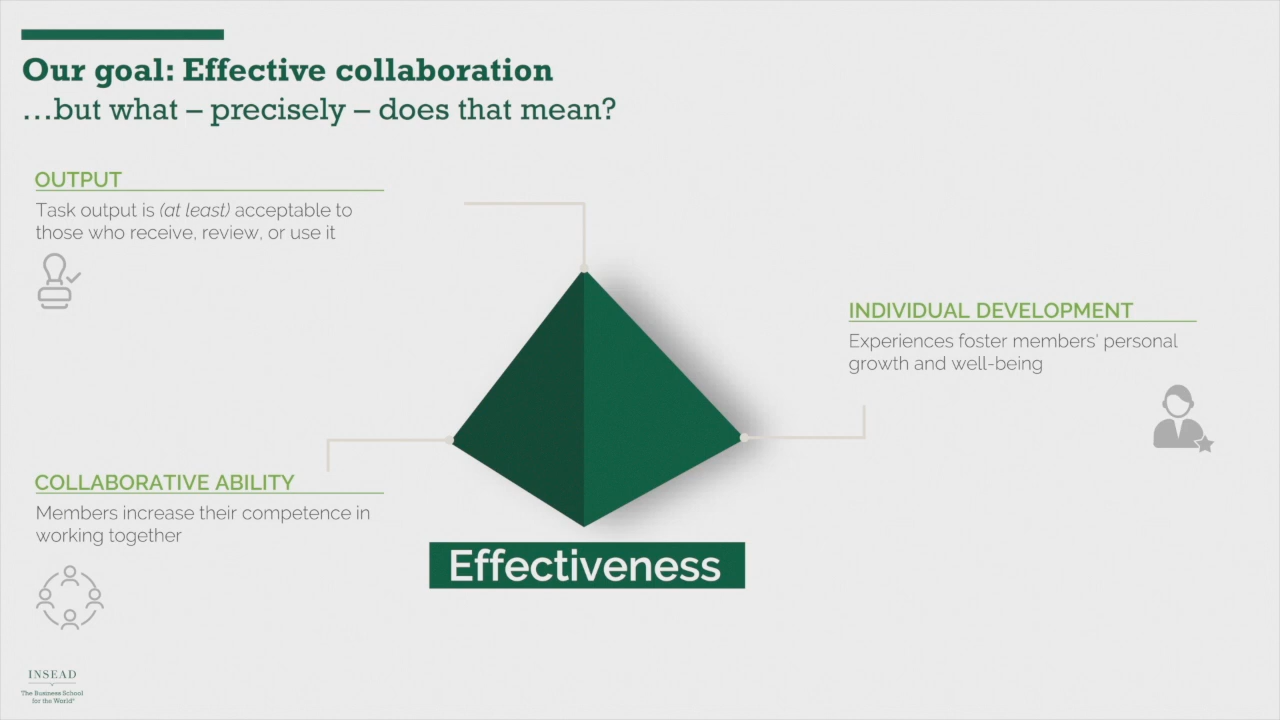 Our goal: Effective collaboration
…but what – precisely – does that mean?
OUTPUT
Task output is (at least) acceptable to
those who receive, review, or use it
INDIVIDUAL DEVELOPMENT
Experiences foster members' personal
growth and well-being
COLLABORATIVE ABILITY
Members increase their competence in
working together
Effectiveness
INSEAD
The Business School
for the World®